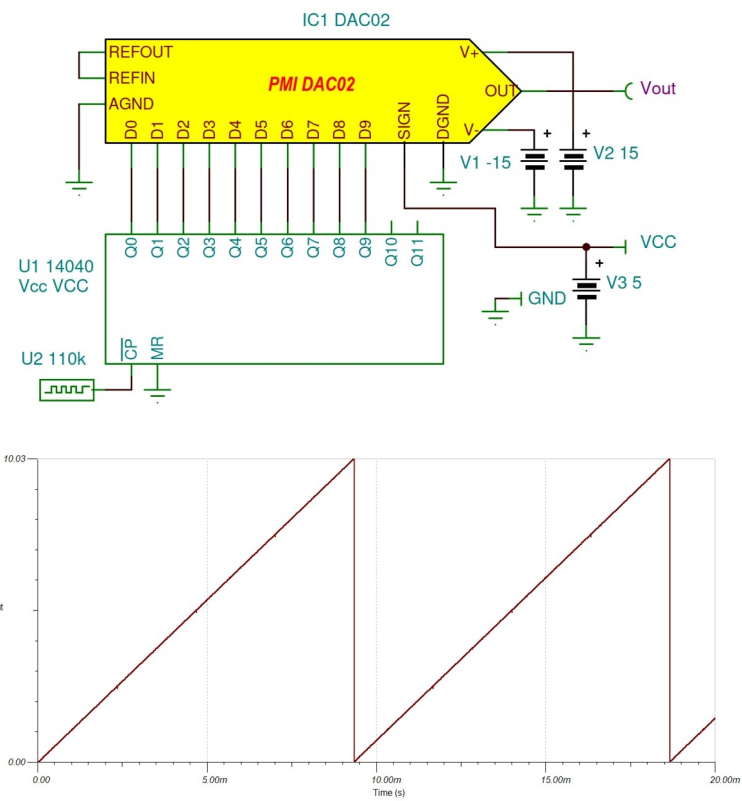 IC1 DAC02
REFOUT
REFIN
AGND
PMI DAC02
V+
OUT
V-
D0 D1 D2 D3 D4 D5 D6 D7 D8 D9 SIGN DGND
Vout
V1 -15
V2 15
Q0 Q1 Q2 Q3 Q4 Q5 Q6 Q7 Q8 Q9 Q10 Q11
VCC
U1 14040
Vcc VCC
V3 5
GND
CP MR
U2 110k
+
+
+
10.03
0.00
0.00 5.00m 10.00m 15.00m 20.00m
Time (s)